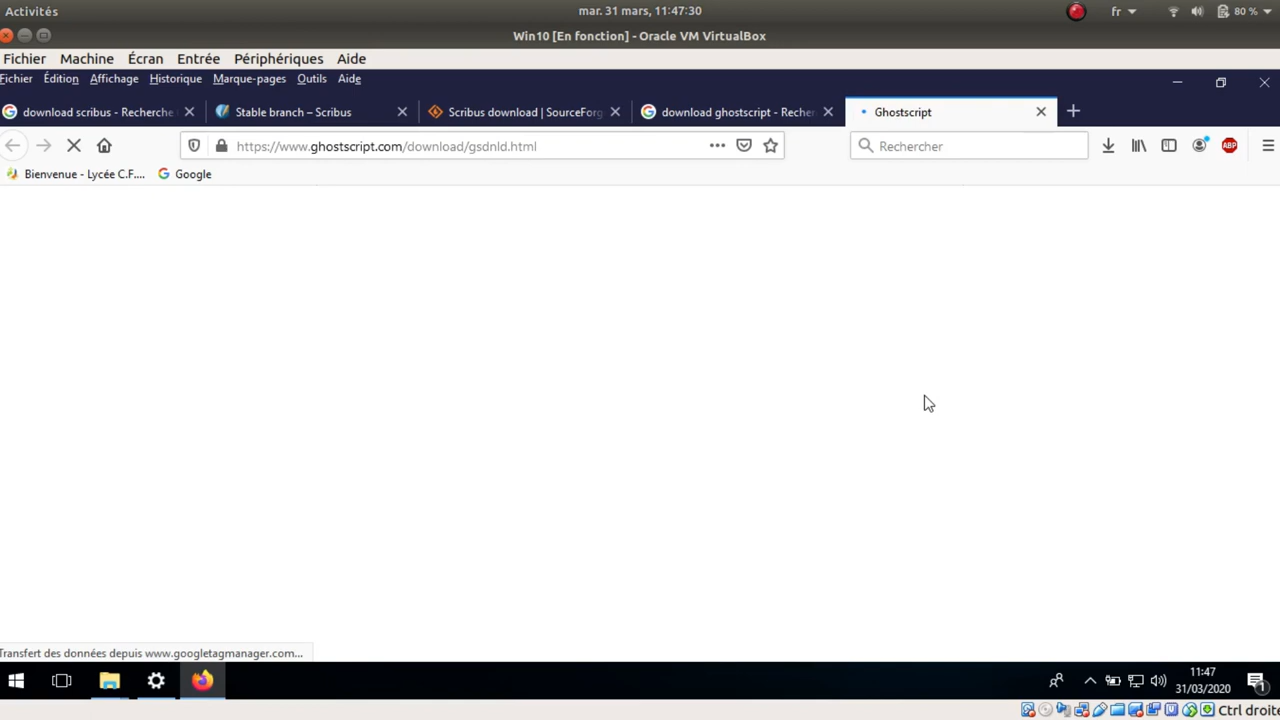 Activités
mar. 31 mars, 11:47:30
fr
80 %
Win10 [En fonction] - Oracle VM VirtualBox
Fichier Machine Écran Entrée Périphériques Aide
Fichier Édition Affichage Historique Marque-pages Outils Aide
download scribus - Recherche
Stable branch – Scribus
Scribus download | SourceForg
download ghostscript - Recher
Ghostscript
https://www.ghostscript.com/download/gsdnld.html
Rechercher
ABP
Bienvenue - Lycée C.F....
Google
Transfert des données depuis www.googletagmanager.com...
11:47
31/03/2020
1
Ctrl droite